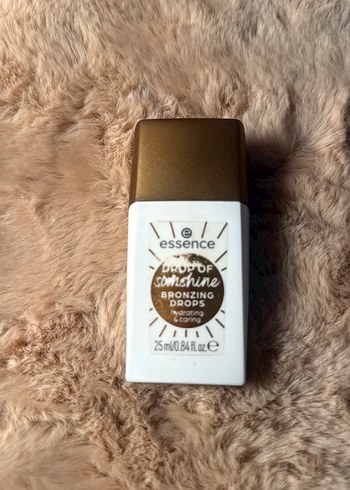 essence
DROP OF
sunshine
BRONZING
DROPS
hydrating
& caring
25 ml/0.84 fl.oz. e